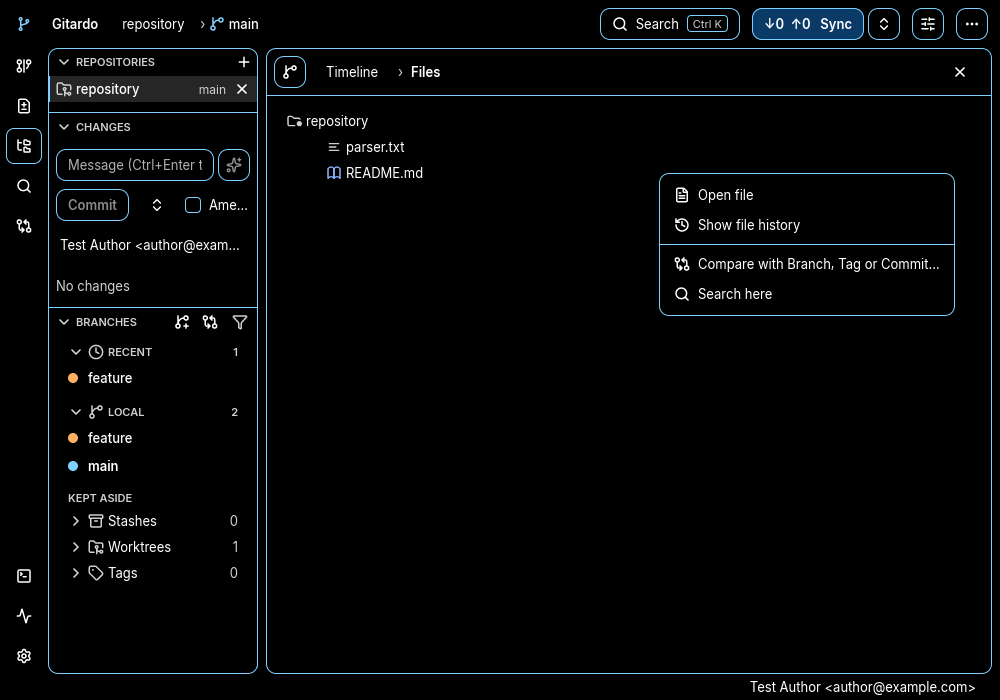 Gitardo repository › main Search Ctrl K ↓0 ↑0 Sync
REPOSITORIES
repository main
CHANGES
Message (Ctrl+Enter t
Commit Ame...
Test Author <author@exam...
No changes
BRANCHES
RECENT 1
feature
LOCAL 2
feature
main
KEPT ASIDE
Stashes 0
Worktrees 1
Tags 0
Timeline › Files
repository
parser.txt
README.md
Open file
Show file history
Compare with Branch, Tag or Commit...
Search here
Test Author <author@example.com>